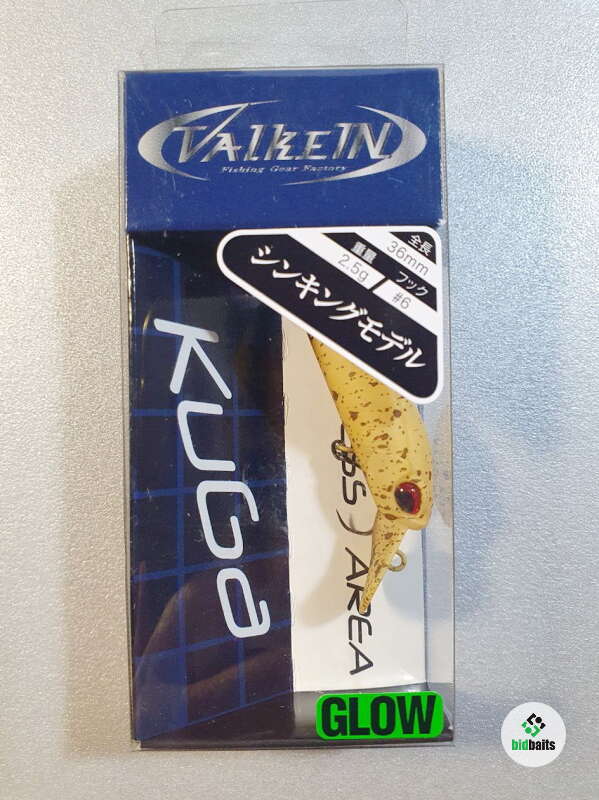 ValkeIN
Fishing Gear Factory
全長
36mm
重量
2.5g
フック
#6
シンキングモデル
KUGa
AREA
GLOW
bidbaits